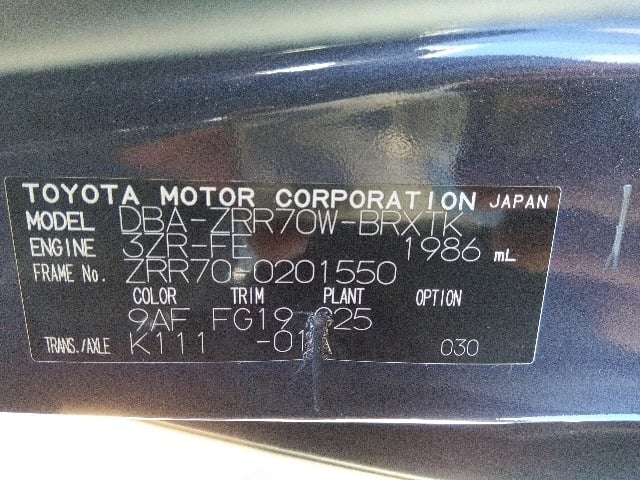 TOYOTA MOTOR CORPORATION JAPAN
MODEL DBA-ZRR70W-BRXTK
ENGINE 3ZR-FE 1986 mL
FRAME No. ZRR70-0201550
COLOR TRIM PLANT OPTION
9AF FG19
TRANS./AXLE K111 030